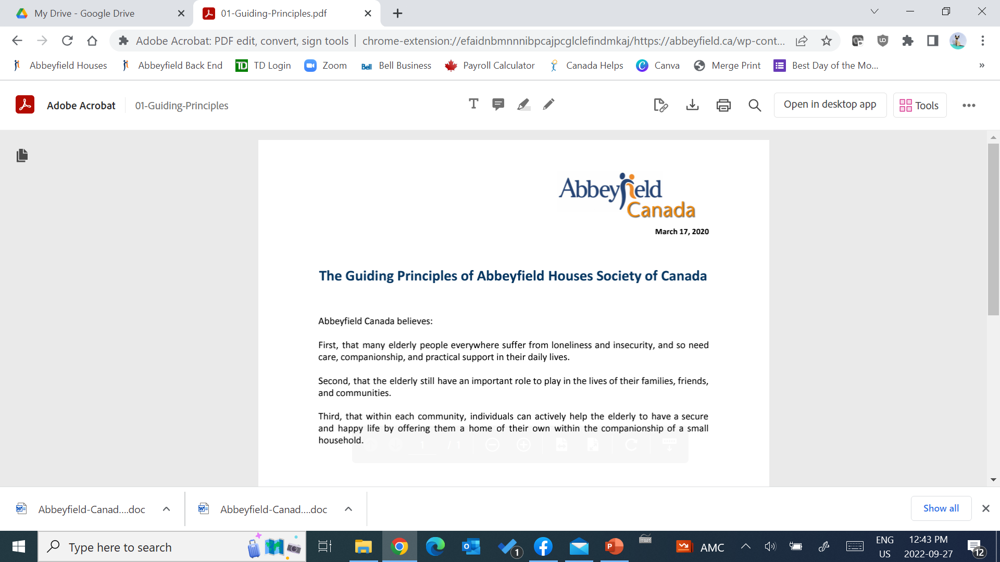 My Drive - Google Drive
01-Guiding-Principles.pdf
Adobe Acrobat: PDF edit, convert, sign tools
chrome-extension://efaidnbmnnnibpcajpcglclefindmkaj/https://abbeyfield.ca/wp-cont...
Abbeyfield Houses
Abbeyfield Back End
TD
TD Login
Zoom
Bell
Bell Business
Payroll Calculator
Canada Helps
C
Canva
Merge Print
Best Day of the Mo...
»
Adobe Acrobat
01-Guiding-Principles
Open in desktop app
Tools
Abbeyfield
Canada
March 17, 2020
The Guiding Principles of Abbeyfield Houses Society of Canada
Abbeyfield Canada believes:
First, that many elderly people everywhere suffer from loneliness and insecurity, and so need
care, companionship, and practical support in their daily lives.
Second, that the elderly still have an important role to play in the lives of their families, friends,
and communities.
Third, that within each community, individuals can actively help the elderly to have a secure
and happy life by offering them a home of their own within the companionship of a small
household.
1 / 1
Abbeyfield-Canad....doc
Abbeyfield-Canad....doc
Show all
Type here to search
1
AMC
ENG
US
12:43 PM
2022-09-27
12